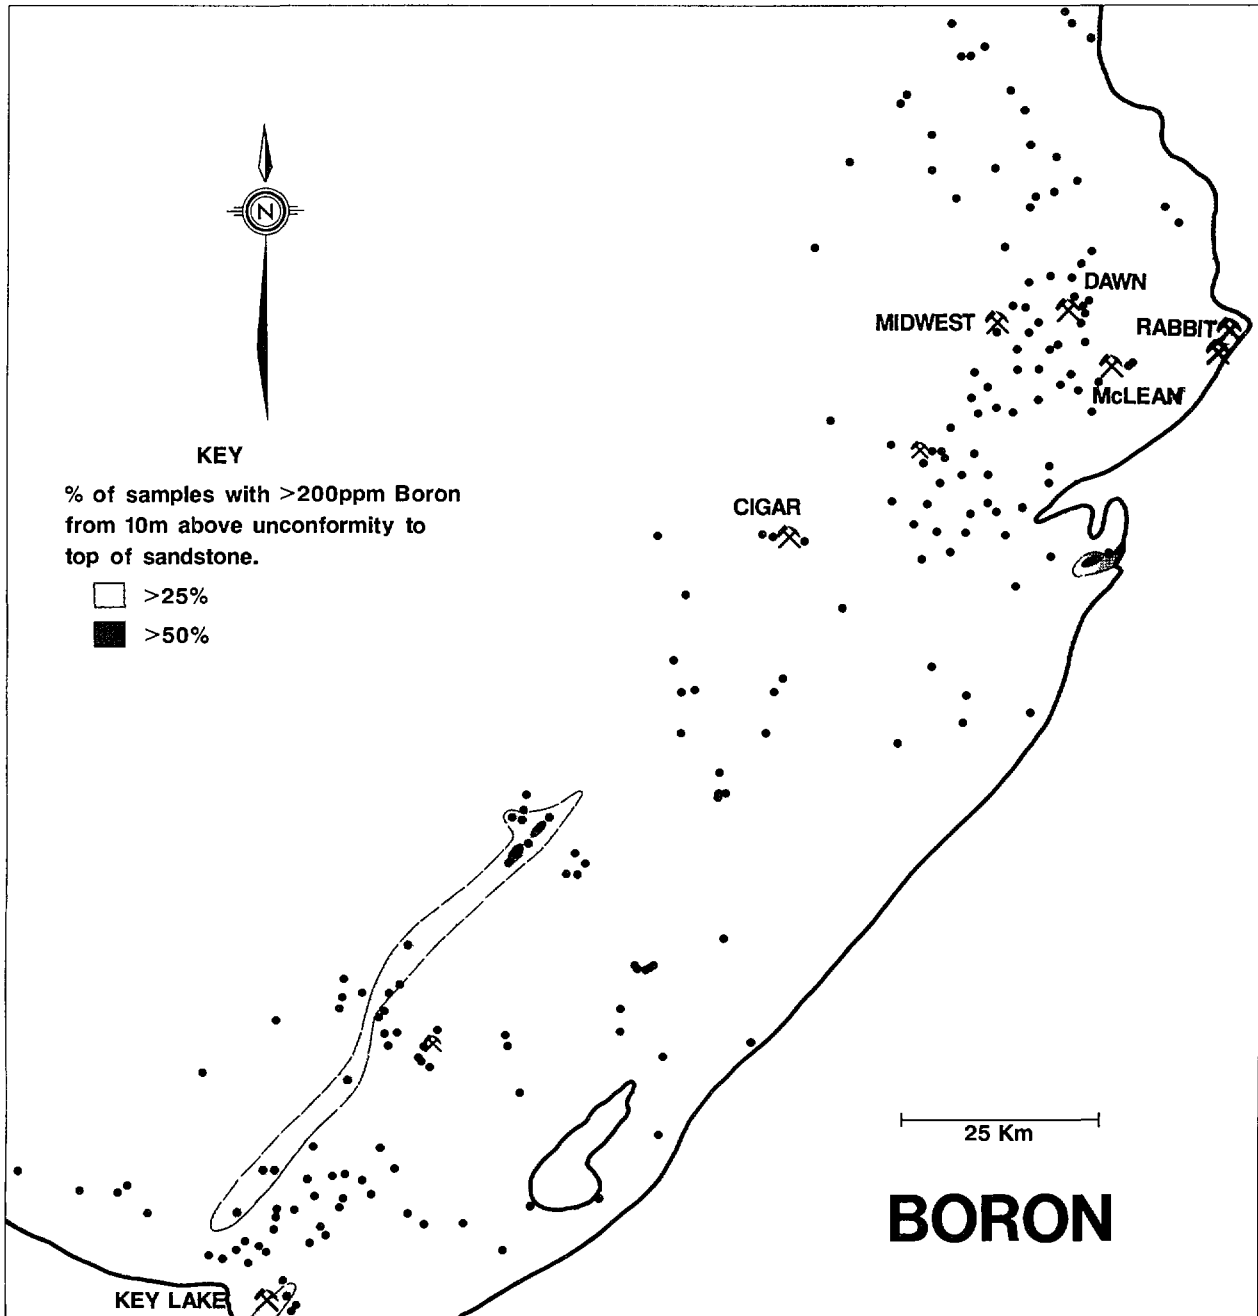 N
DAWN
MIDWEST
RABBIT
McLEAN
KEY
% of samples with >200ppm Boron
from 10m above unconformity to
top of sandstone.
>25%
>50%
CIGAR
25 Km
BORON
KEY LAKE